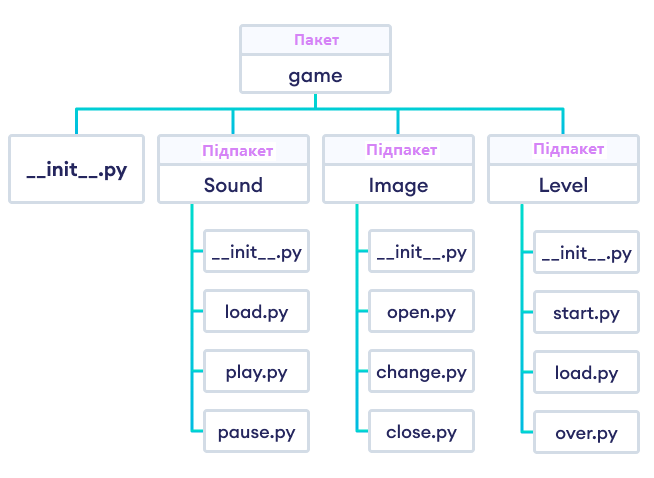 Пакет
game
__init__.py
Підпакет
Sound
__init__.py
load.py
play.py
pause.py
Підпакет
Image
__init__.py
open.py
change.py
close.py
Підпакет
Level
__init__.py
start.py
load.py
over.py